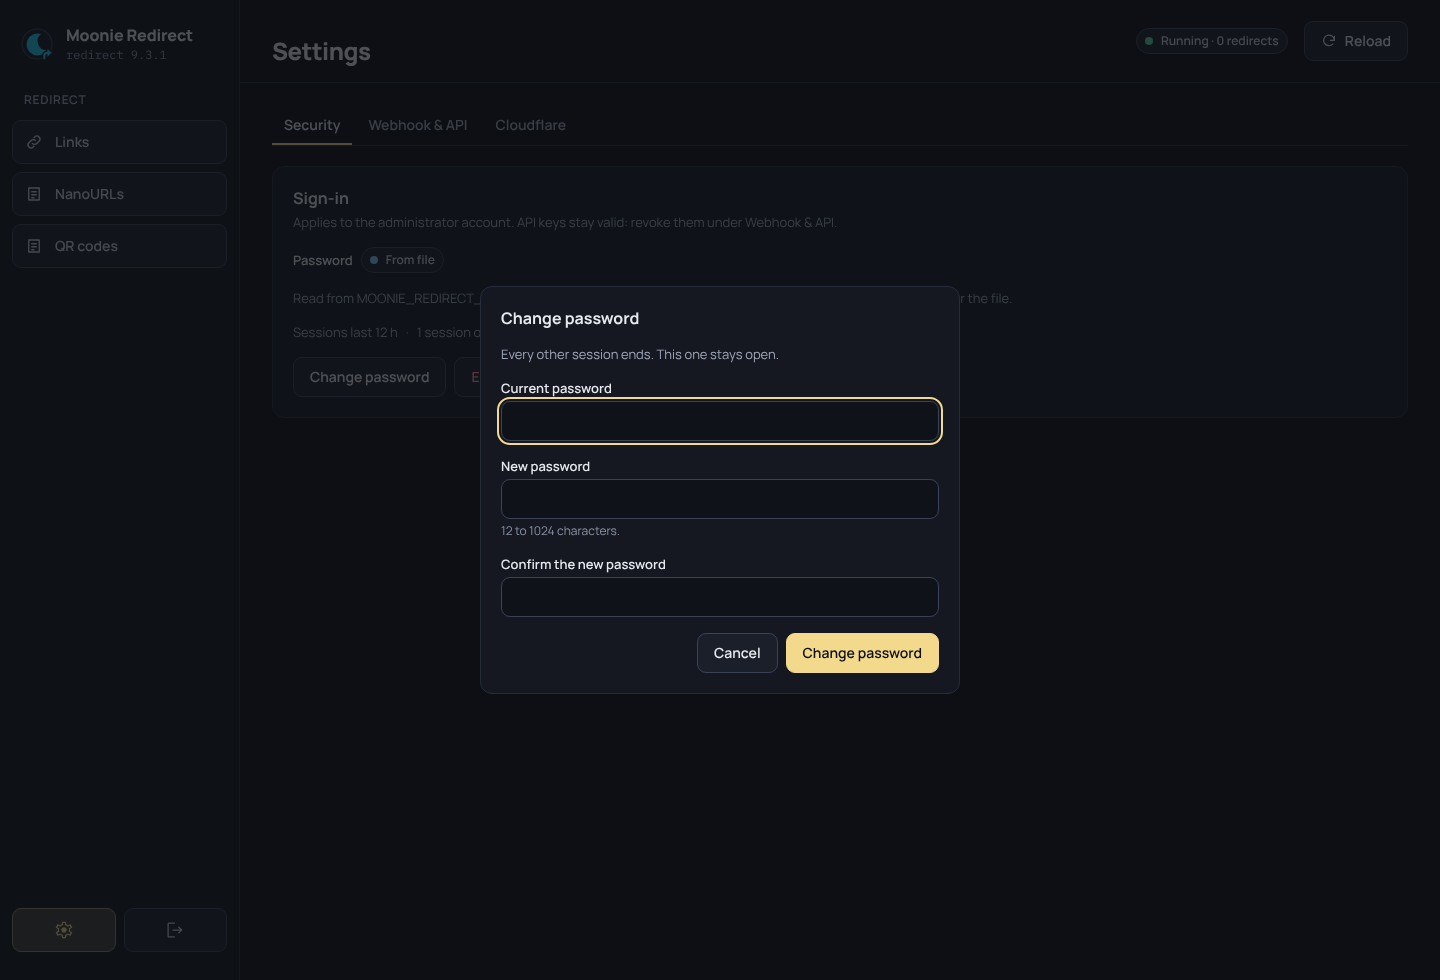 Moonie Redirect
redirect 9.3.1
REDIRECT
Links
NanoURLs
QR codes
Settings
Running · 0 redirects
Reload
Security
Webhook & API
Cloudflare
Sign-in
Applies to the administrator account. API keys stay valid: revoke them under Webhook & API.
Password
From file
Read from MOONIE_REDIRECT_
r the file.
Sessions last 12 h · 1 session o
Change password
E
Change password
Every other session ends. This one stays open.
Current password
New password
12 to 1024 characters.
Confirm the new password
Cancel
Change password